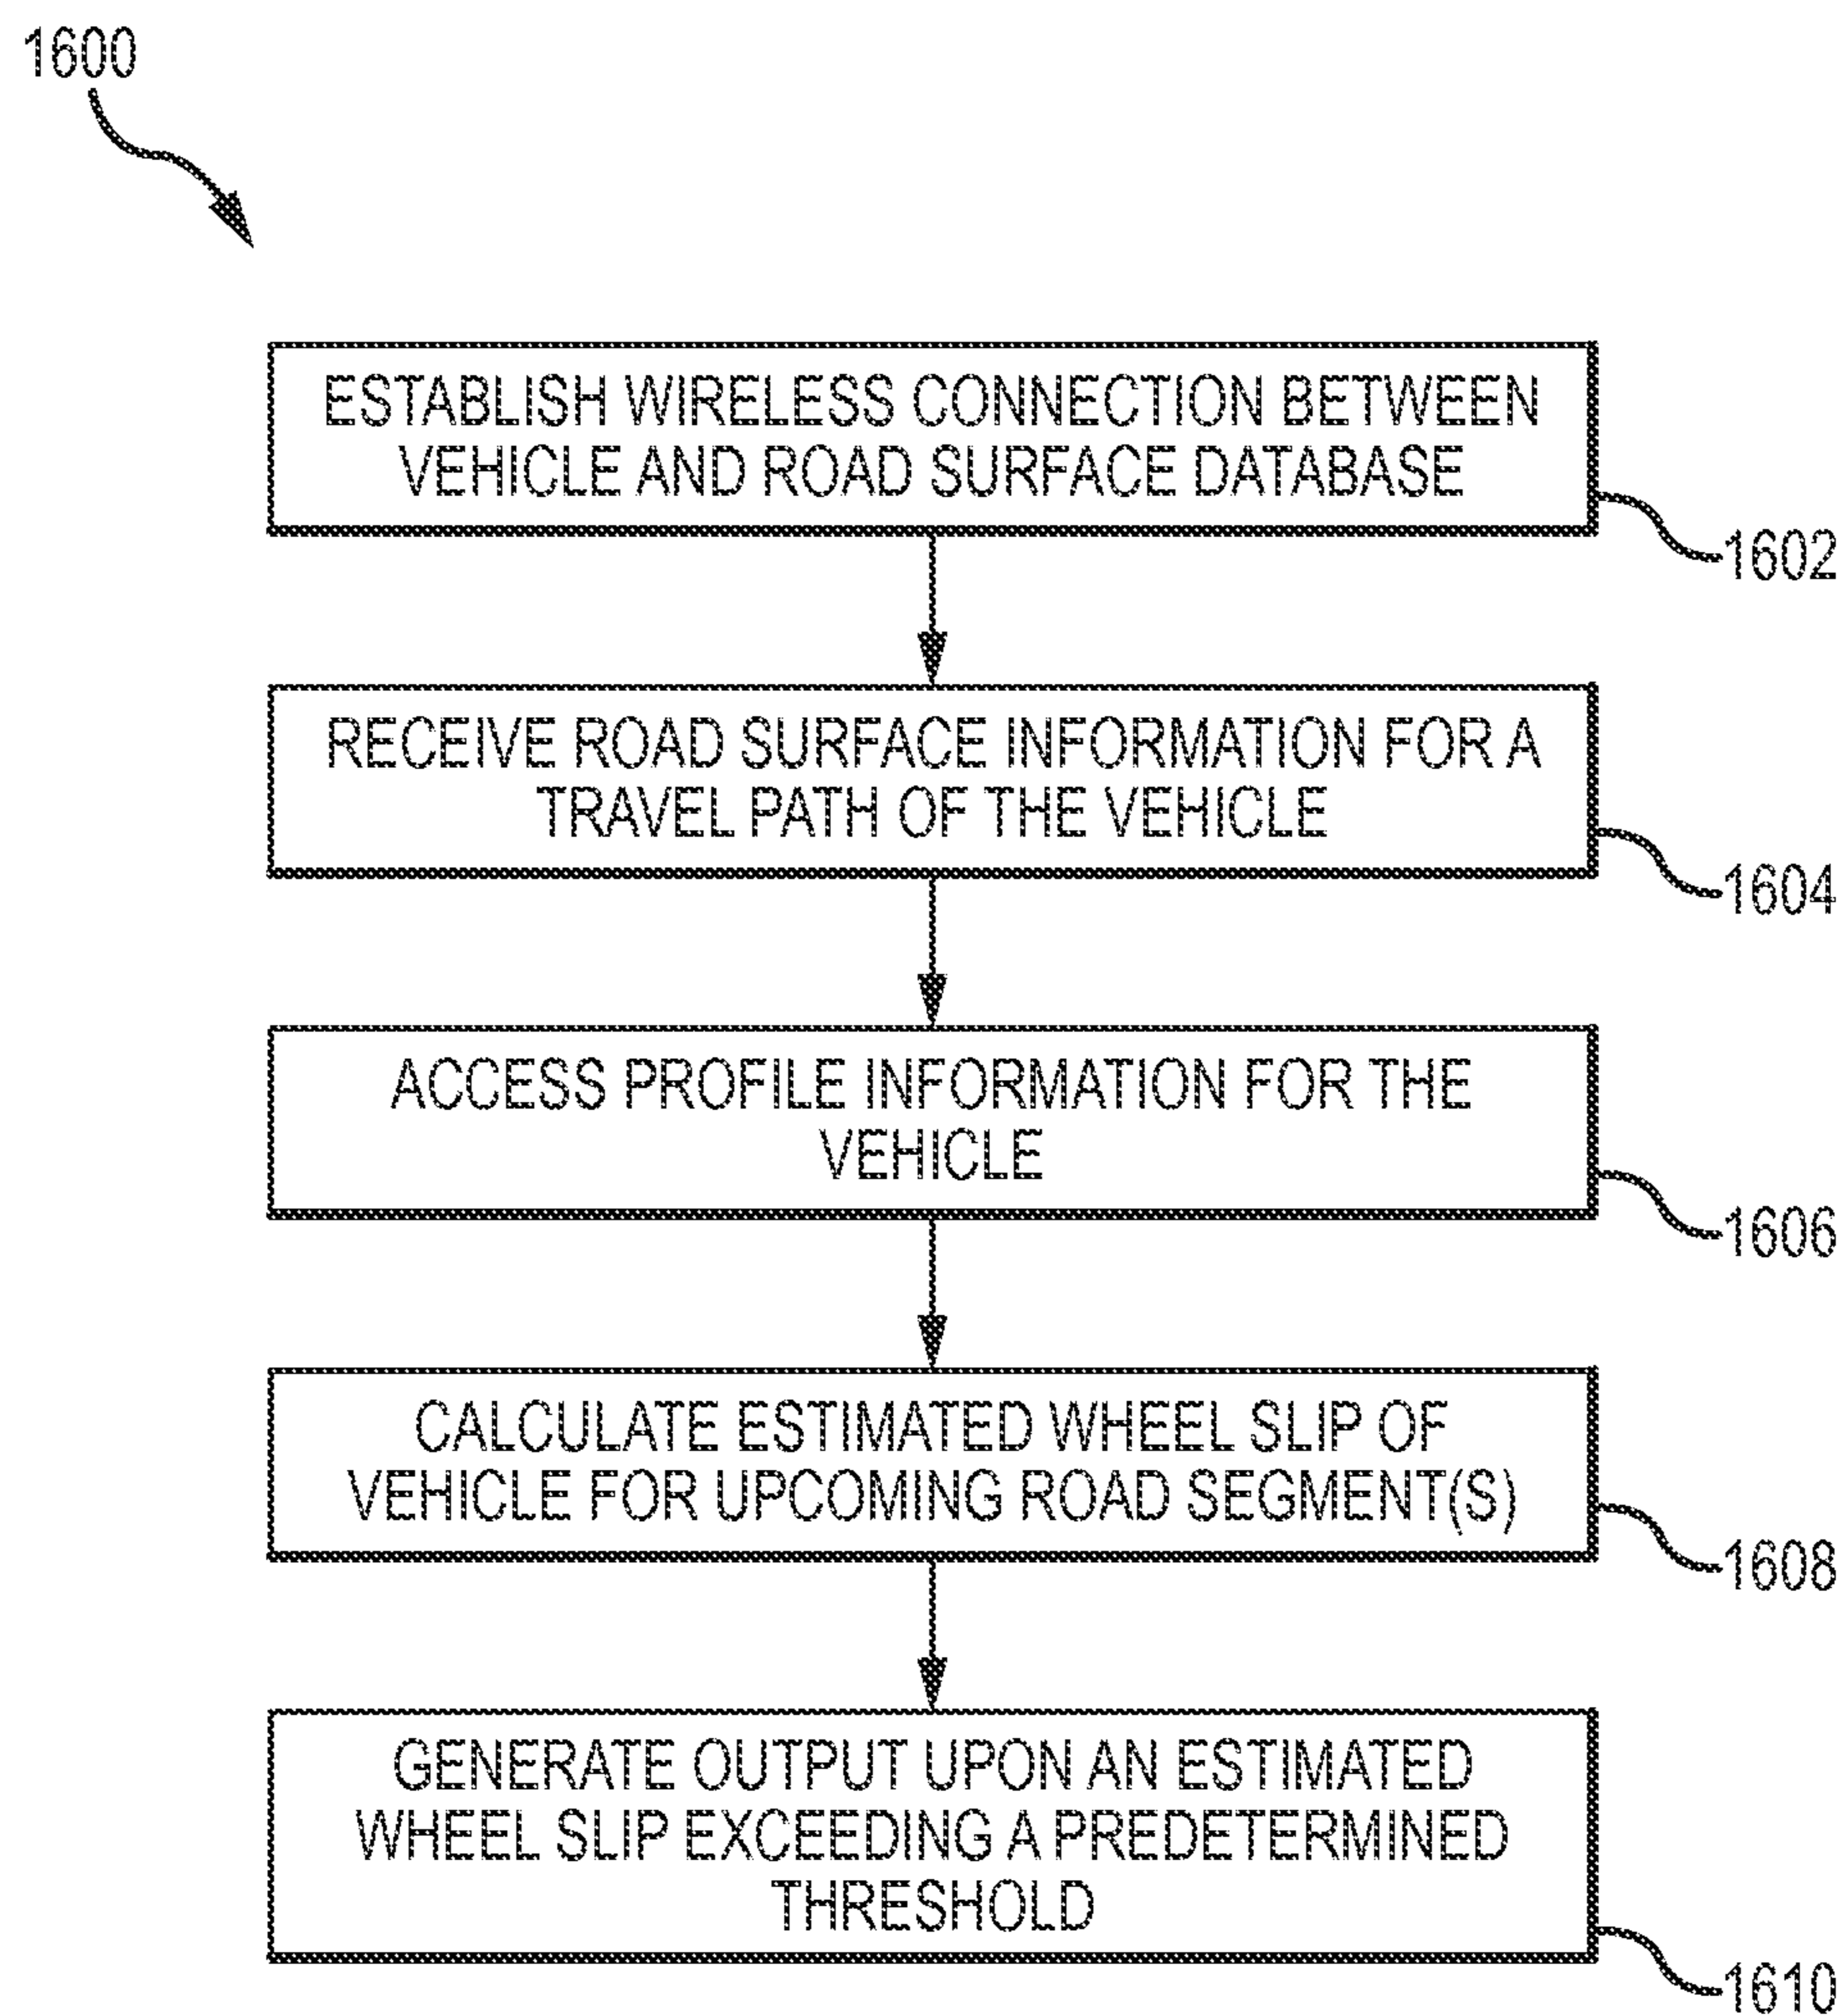 1600
ESTABLISH WIRELESS CONNECTION BETWEEN
VEHICLE AND ROAD SURFACE DATABASE
1602
RECEIVE ROAD SURFACE INFORMATION FOR A
TRAVEL PATH OF THE VEHICLE
1604
ACCESS PROFILE INFORMATION FOR THE
VEHICLE
1606
CALCULATE ESTIMATED WHEEL SLIP OF
VEHICLE FOR UPCOMING ROAD SEGMENT(S)
1608
GENERATE OUTPUT UPON AN ESTIMATED
WHEEL SLIP EXCEEDING A PREDETERMINED
THRESHOLD
1610